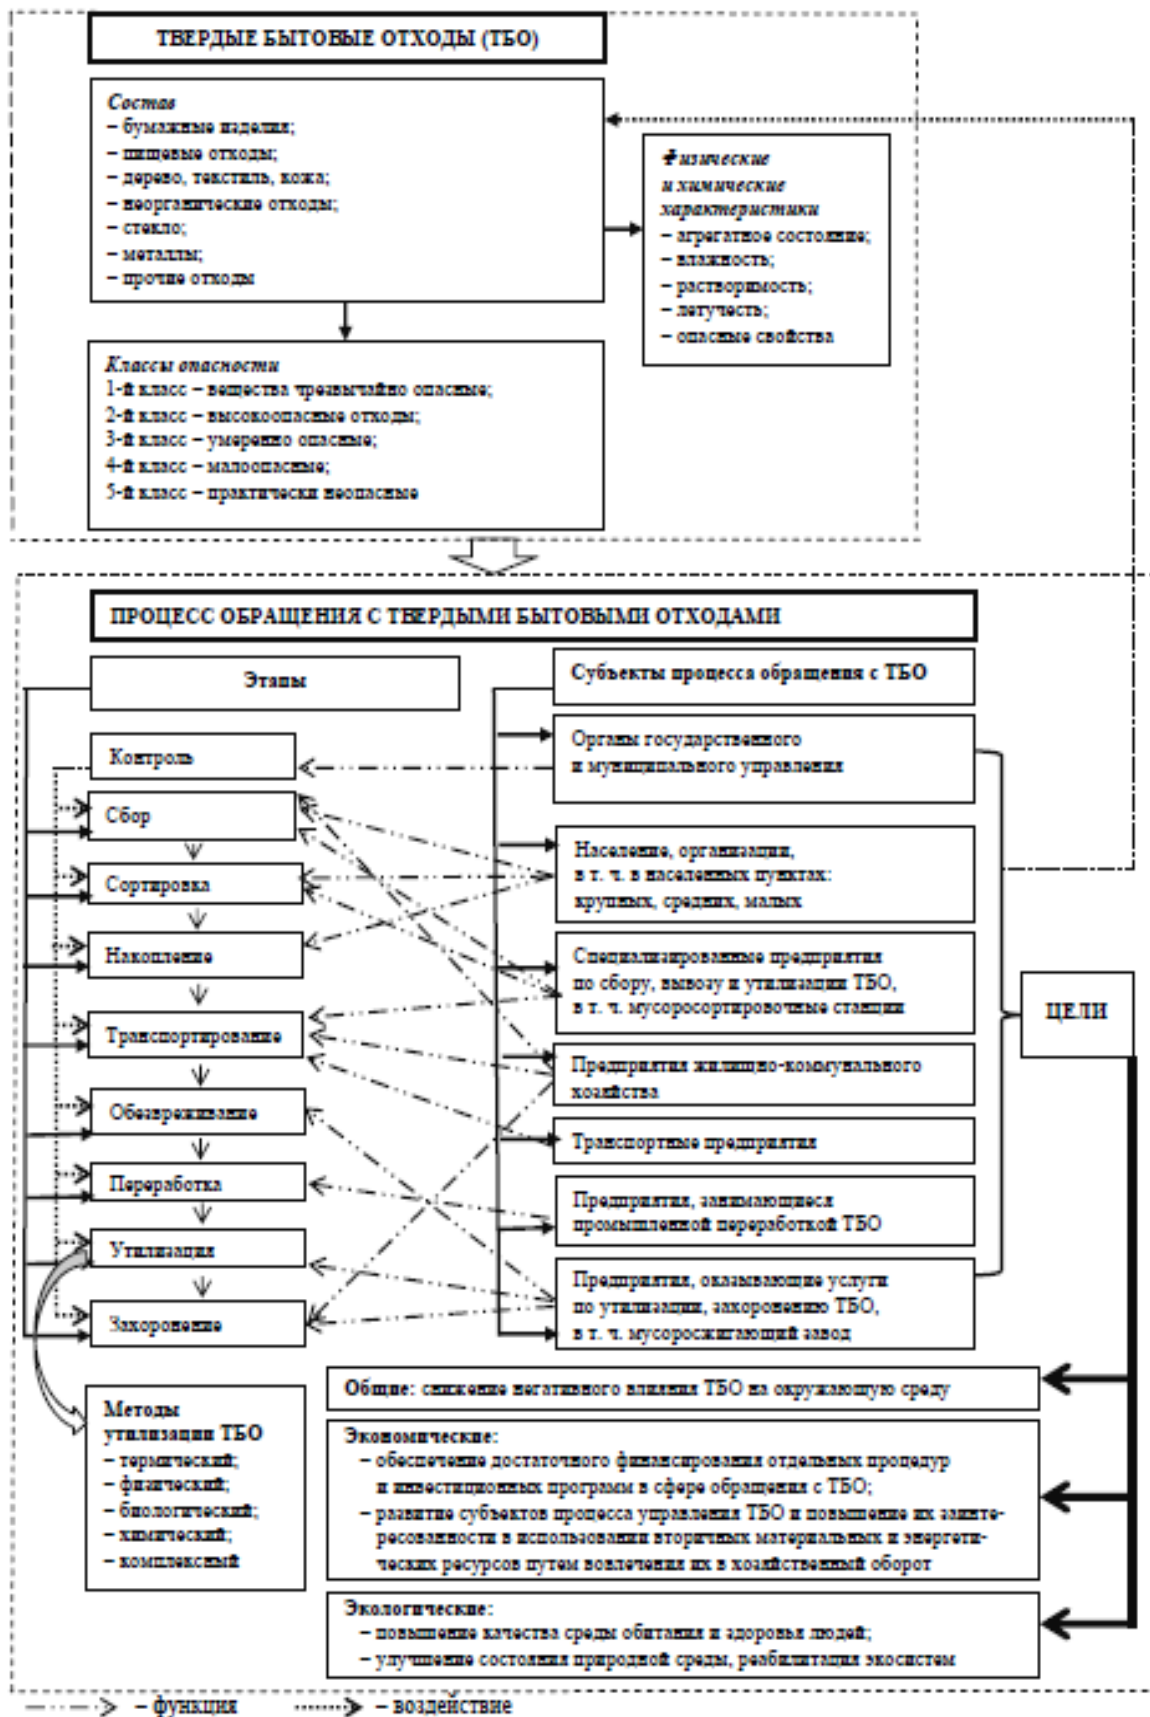 ТВЕРДЫЕ БЫТОВЫЕ ОТХОДЫ (ТБО)
Состав
– бумажные изделия;
– пищевые отходы;
– дерево, текстиль, кожа;
– неорганические отходы;
– стекло;
– металлы;
– прочие отходы
Физические
и химические
характеристики
– агрегатное состояние;
– влажность;
– растворимость;
– летучесть;
– опасные свойства
Классы опасности
1-й класс – вещества чрезвычайно опасные;
2-й класс – высокоопасные отходы;
3-й класс – умеренно опасные;
4-й класс – малоопасные;
5-й класс – практически неопасные
ПРОЦЕСС ОБРАЩЕНИЯ С ТВЕРДЫМИ БЫТОВЫМИ ОТХОДАМИ
Этапы
Контроль
Сбор
Сортировка
Накопление
Транспортирование
Обезвреживание
Переработка
Утилизация
Захоронение
Субъекты процесса обращения с ТБО
Органы государственного
и муниципального управления
Население, организации,
в т. ч. в населенных пунктах:
крупных, средних, малых
Специализированные предприятия
по сбору, вывозу и утилизации ТБО,
в т. ч. мусоросортировочные станции
Предприятия жилищно-коммунального
хозяйства
Транспортные предприятия
Предприятия, занимающиеся
промышленной переработкой ТБО
Предприятия, оказывающие услуги
по утилизации, захоронению ТБО,
в т. ч. мусоросжигающий завод
ЦЕЛИ
Методы
утилизации ТБО
– термический;
– физический;
– биологический;
– химический;
– комплексный
Общие: снижение негативного влияния ТБО на окружающую среду
Экономические:
– обеспечение достаточного финансирования отдельных процедур
и инвестиционных программ в сфере обращения с ТБО;
– развитие субъектов процесса управления ТБО и повышение их заинте-
ресованности в использовании вторичных материальных и энергети-
ческих ресурсов путем вовлечения их в хозяйственный оборот
Экологические:
– повышение качества среды обитания и здоровья людей;
– улучшение состояния природной среды, реабилитация экосистем
– функция
– воздействие